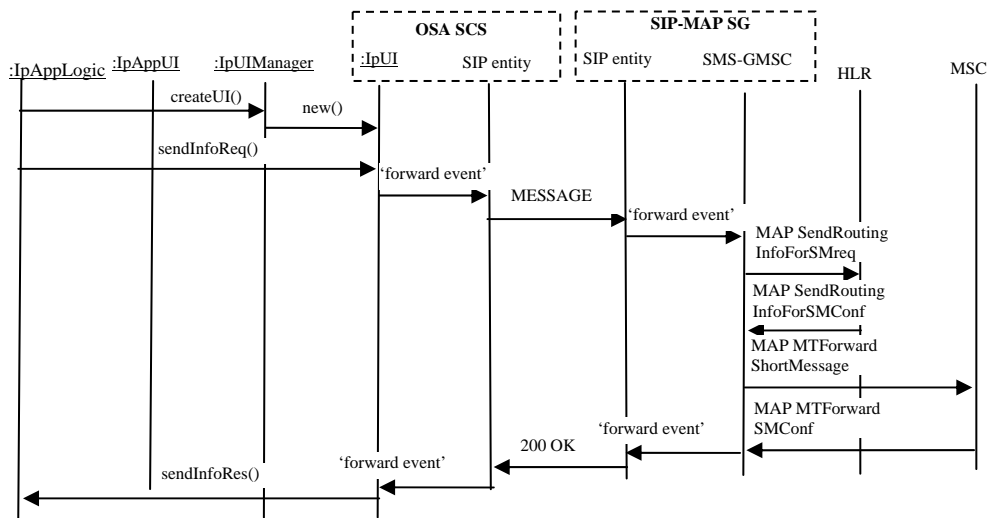 OSA SCS
SIP-MAP SG
:IpAppLogic
:IpAppUI
:IpUIManager
:IpUI
SIP entity
SIP entity
SMS-GMSC
HLR
MSC
createUI()
new()
sendInfoReq()
‘forward event’
MESSAGE
‘forward event’
MAP SendRouting
InfoForSMreq
MAP SendRouting
InfoForSMConf
MAP MTForward
ShortMessage
MAP MTForward
SMConf
‘forward event’
200 OK
‘forward event’
sendInfoRes()